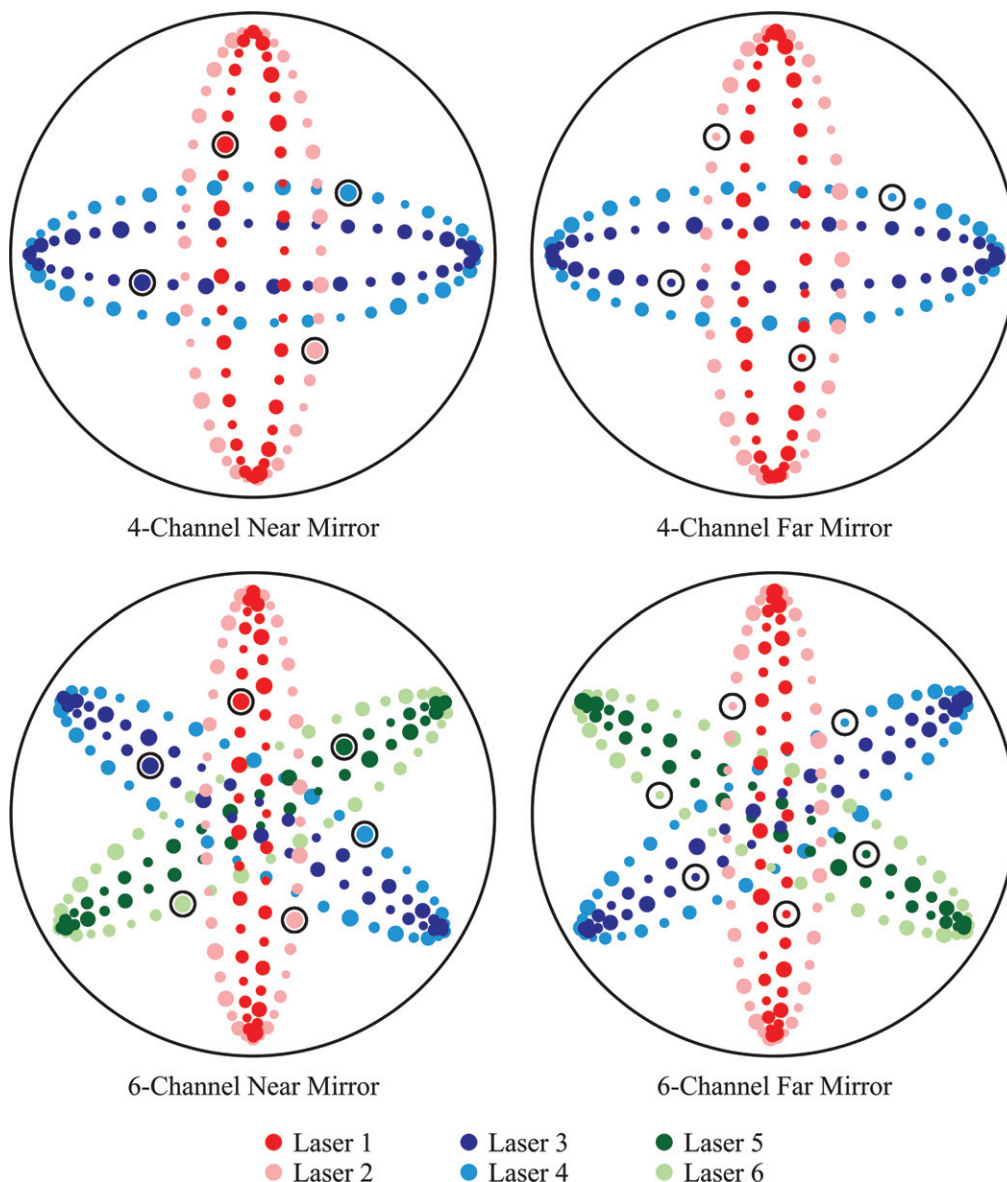 4-Channel Near Mirror
4-Channel Far Mirror
6-Channel Near Mirror
6-Channel Far Mirror
Laser 1
Laser 3
Laser 5
Laser 2
Laser 4
Laser 6